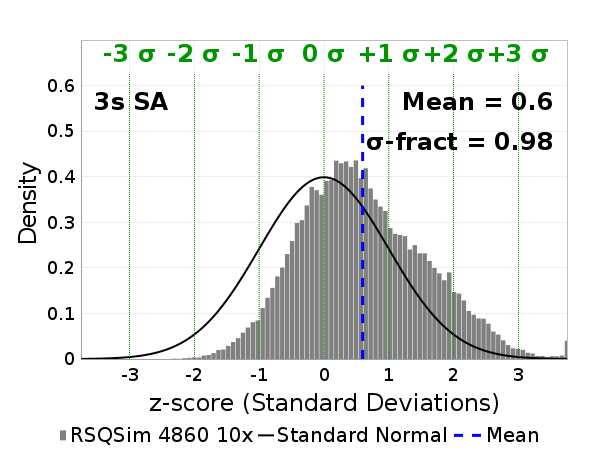 -3 σ -2 σ -1 σ 0 σ +1 σ +2 σ +3 σ
0.6
3s SA
Mean = 0.6
0.5
σ-fract = 0.98
0.4
0.3
0.2
0.1
0
Density
-3 -2 -1 0 1 2 3
z-score (Standard Deviations)
RSQSim 4860 10x Standard Normal Mean